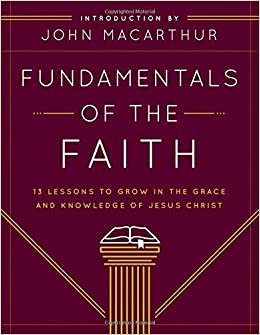 INTRODUCTION BY
JOHN MACARTHUR
FUNDAMENTALS
OF THE
FAITH
13 LESSONS TO GROW IN THE GRACE
AND KNOWLEDGE OF JESUS CHRIST